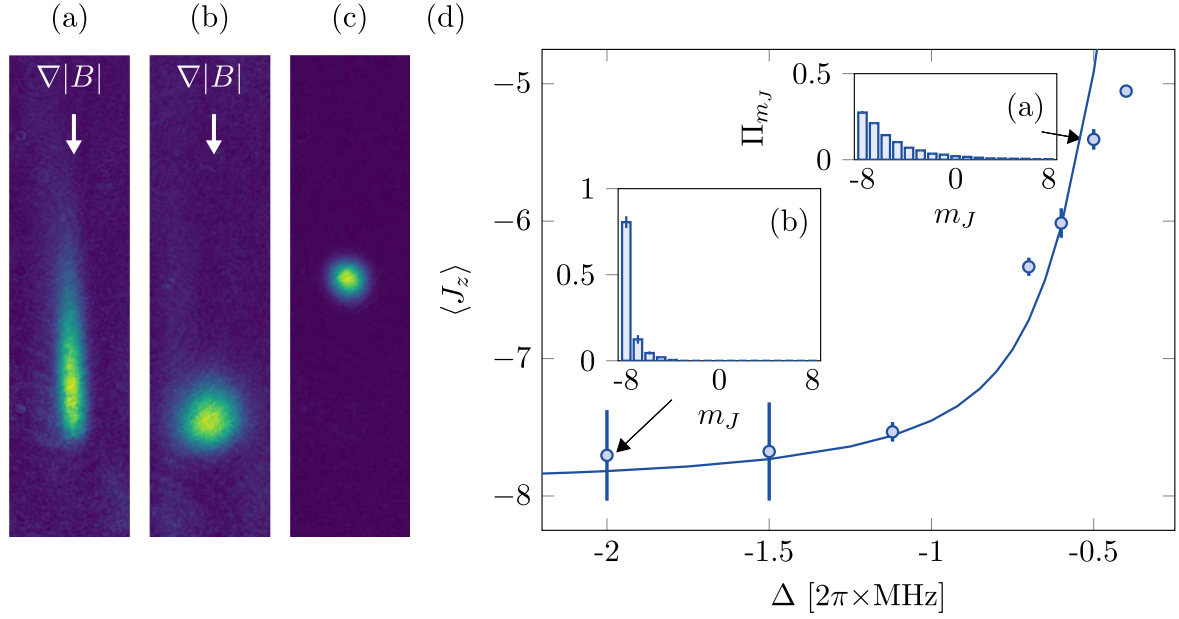 (a)
(b)
(c)
(d)
∇|B|
∇|B|
⟨J_z⟩
−5
−6
−7
−8
-2
-1.5
-1
-0.5
Δ [2π×MHz]
Π_{m_J}
0.5
0
(a)
-8
0
8
m_J
1
0.5
0
(b)
-8
0
8
m_J